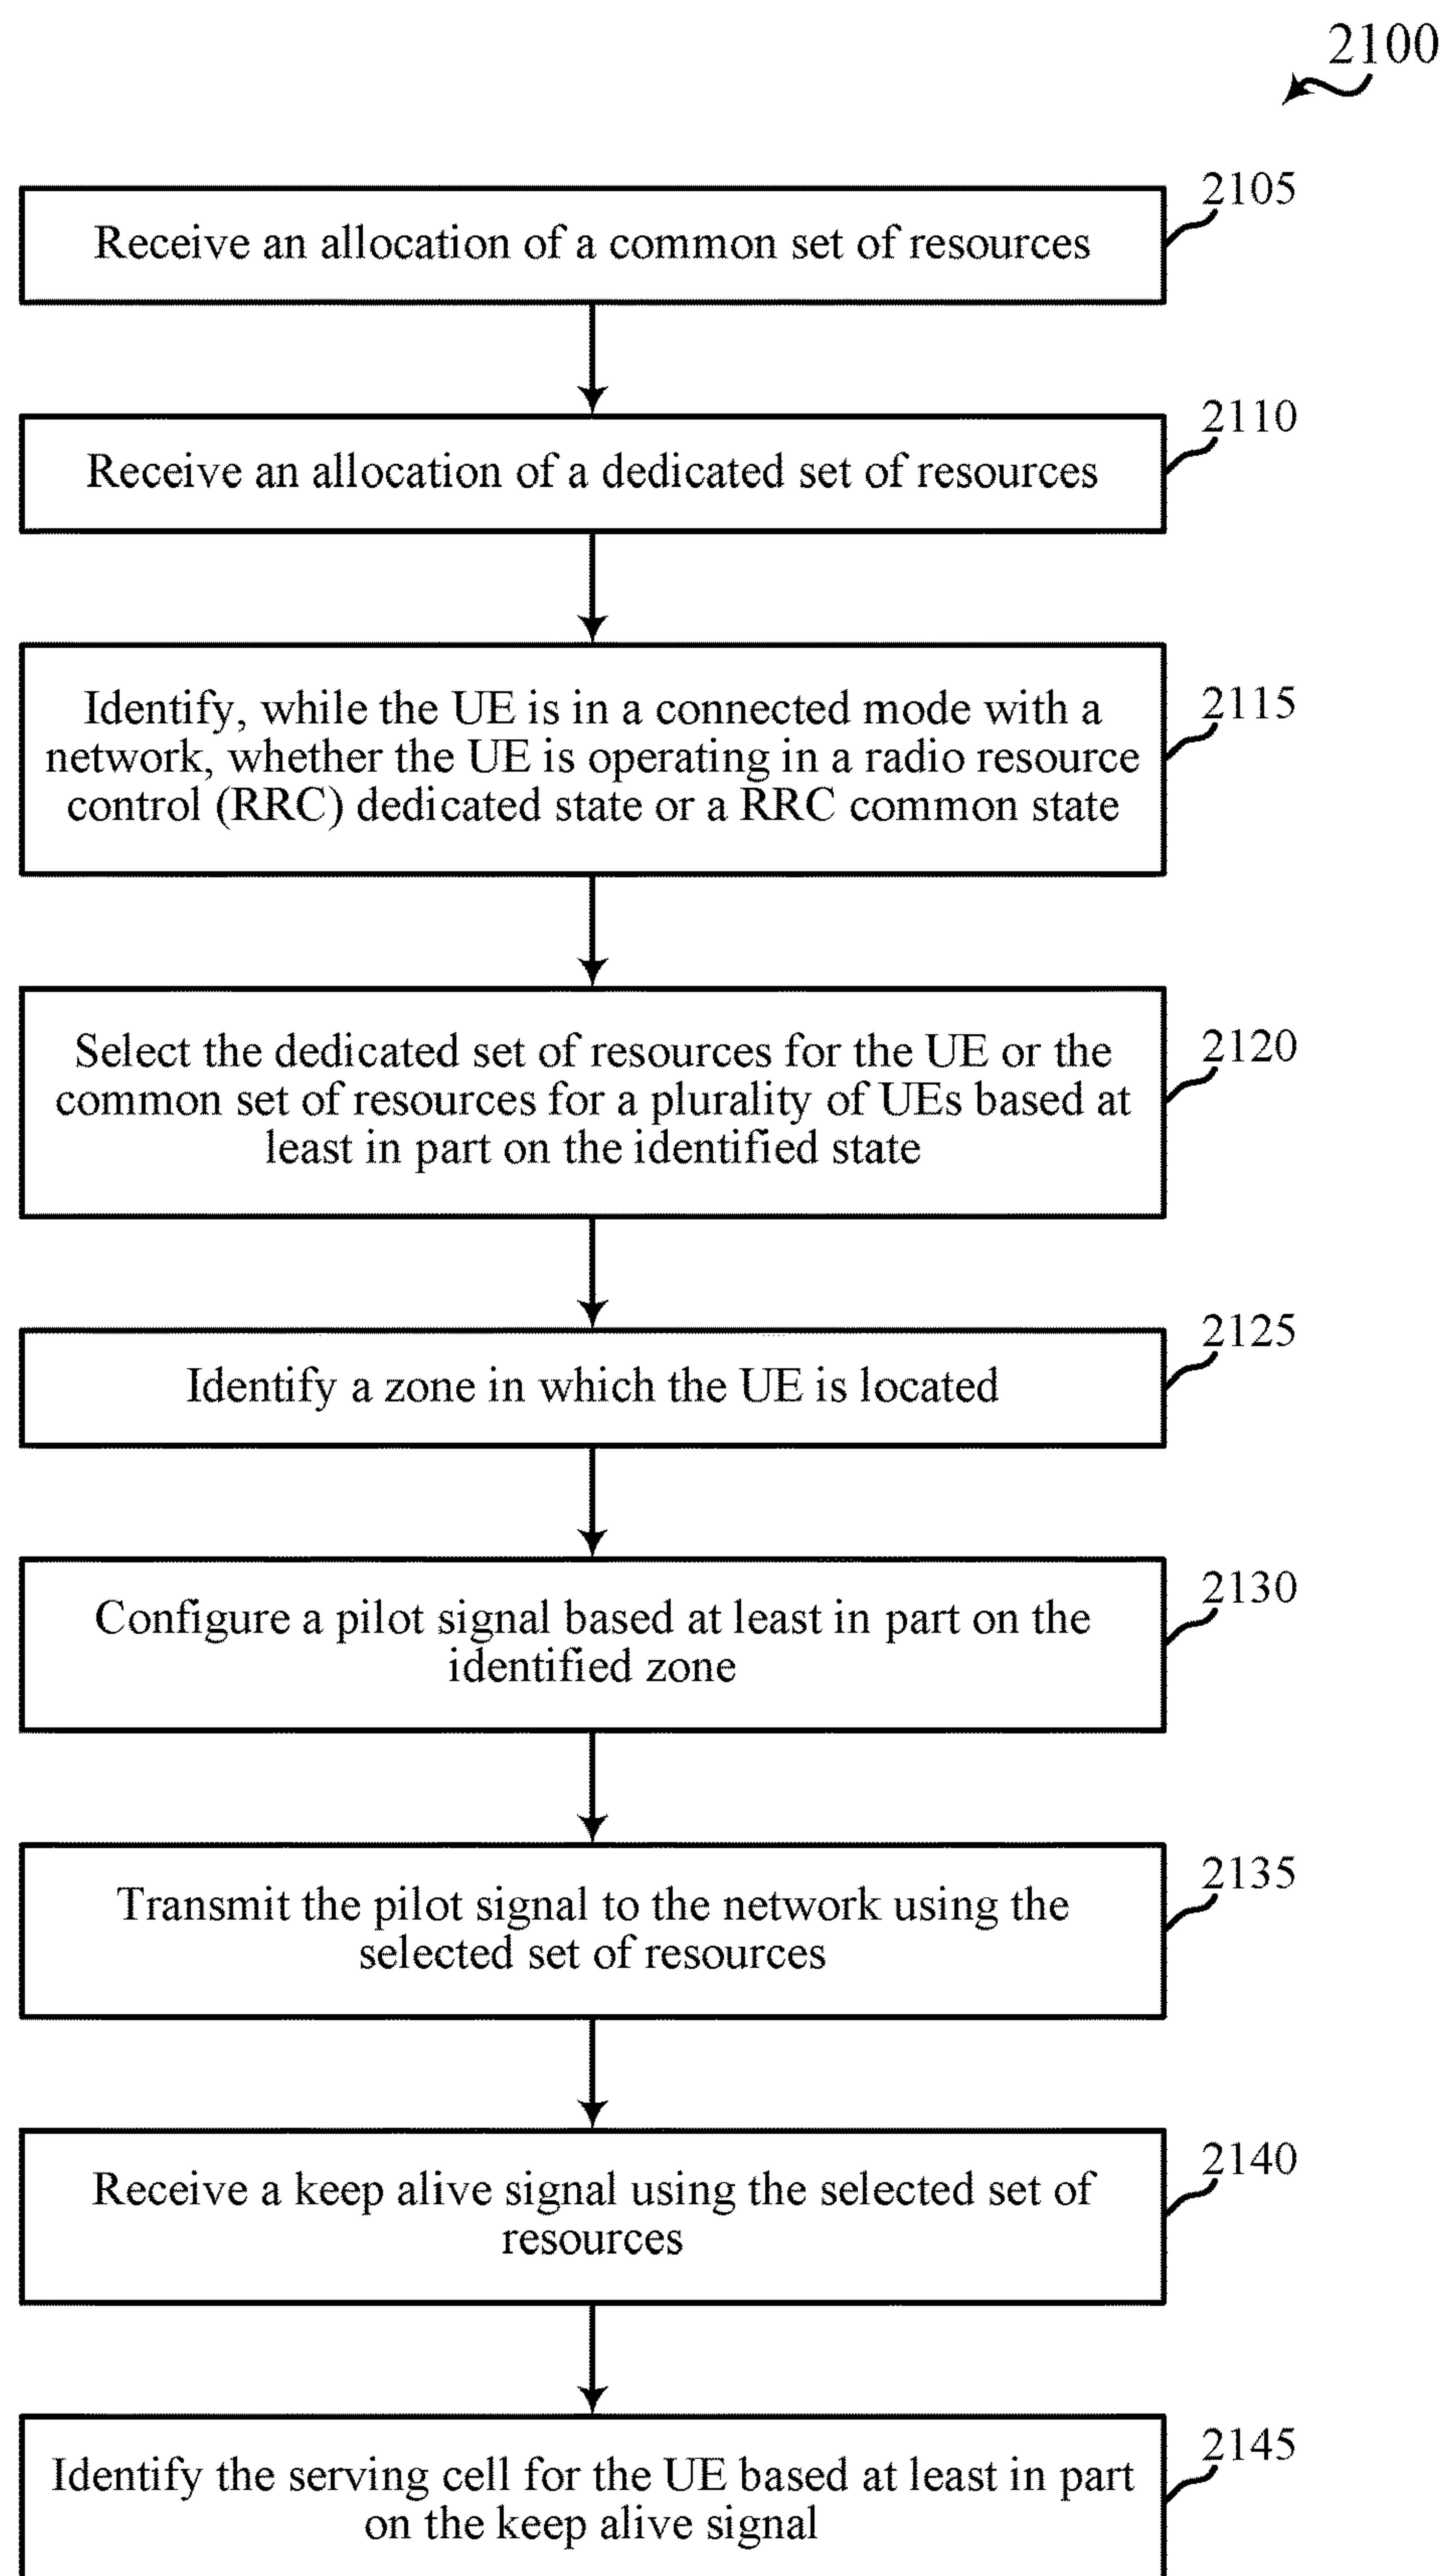 2100
2105
Receive an allocation of a common set of resources
2110
Receive an allocation of a dedicated set of resources
2115
Identify, while the UE is in a connected mode with a
network, whether the UE is operating in a radio resource
control (RRC) dedicated state or a RRC common state
2120
Select the dedicated set of resources for the UE or the
common set of resources for a plurality of UEs based at
least in part on the identified state
2125
Identify a zone in which the UE is located
2130
Configure a pilot signal based at least in part on the
identified zone
2135
Transmit the pilot signal to the network using the
selected set of resources
2140
Receive a keep alive signal using the selected set of
resources
2145
Identify the serving cell for the UE based at least in part
on the keep alive signal